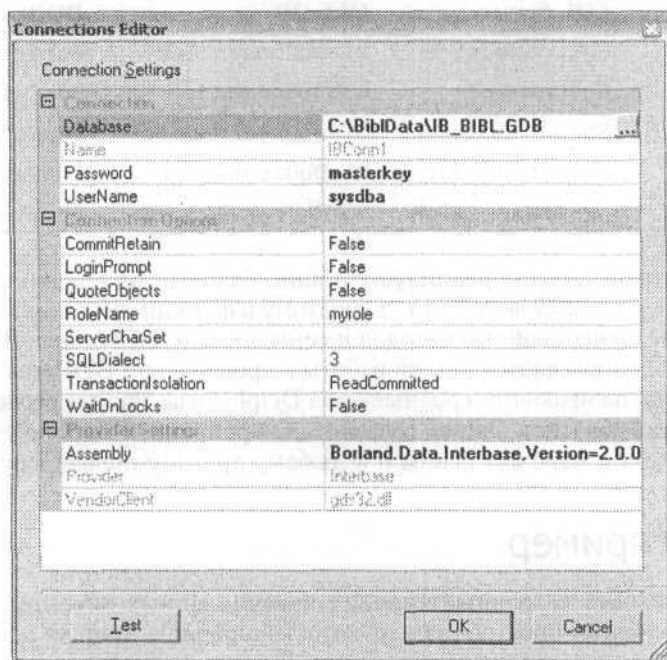 Connections Editor
Connection Settings
Connection
Database C:\BiblData\IB_BIBL.GDB ...
Name IBConn1
Password masterkey
UserName sysdba
Connection Options
CommitRetain False
LoginPrompt False
QuoteObjects False
RoleName myrole
ServerCharSet
SQLDialect 3
TransactionIsolation ReadCommitted
WaitOnLocks False
Provider Settings
Assembly Borland.Data.Interbase,Version=2.0.0
Provider Interbase
VendorClient gds32.dll
Test OK Cancel